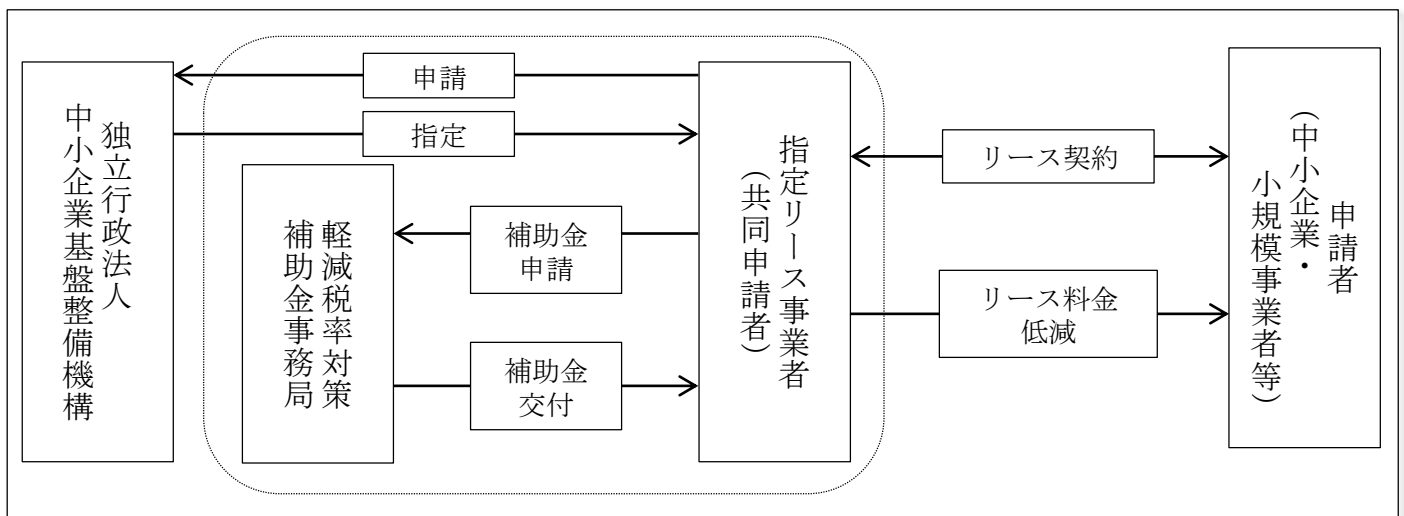 独立行政法人
中小企業基盤整備機構
申請
指定
軽減税率対策
補助金事務局
補助金
申請
補助金
交付
指定リース事業者
（共同申請者）
リース契約
リース料金
低減
申請者
（中小企業・
小規模事業者等）